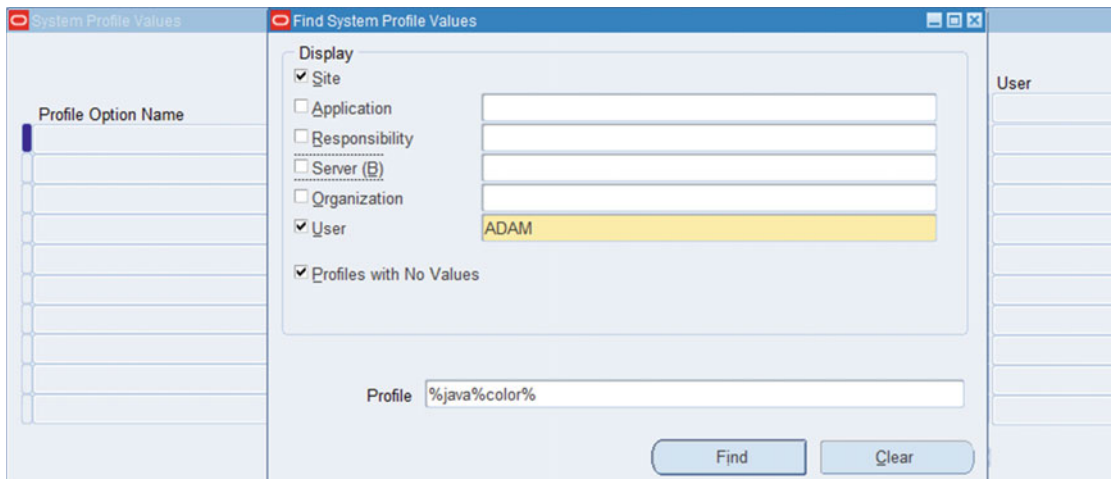 System Profile Values
Find System Profile Values
Display
Site
Application
Responsibility
Server (B)
Organization
User
ADAM
Profiles with No Values
Profile
%java%color%
Find
Clear
Profile Option Name
User